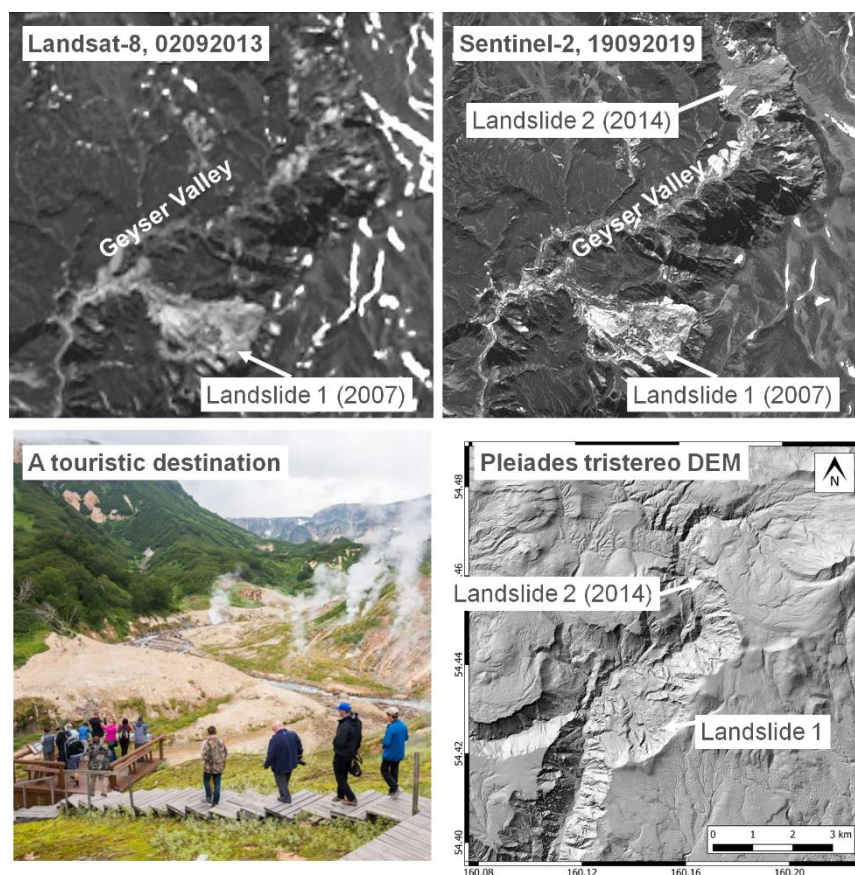 Landsat-8, 02092013
Geyser Valley
Landslide 1 (2007)
Sentinel-2, 19092019
Landslide 2 (2014)
Geyser Valley
Landslide 1 (2007)
A touristic destination
Pleiades tristereo DEM
N
54.48
54.46
Landslide 2 (2014)
54.44
Landslide 1
54.42
54.40
0 1 2 3 km
160.08 160.12 160.16 160.20